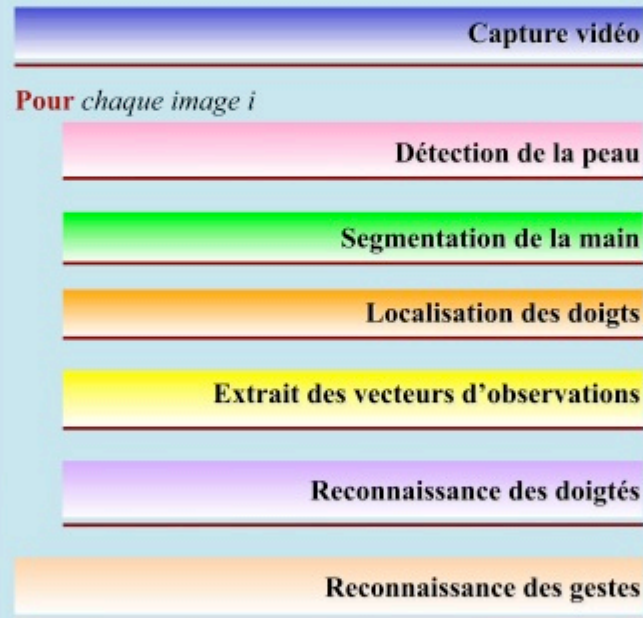 Capture vidéo
Pour chaque image i
Détection de la peau
Segmentation de la main
Localisation des doigts
Extrait des vecteurs d’observations
Reconnaissance des doigtés
Reconnaissance des gestes